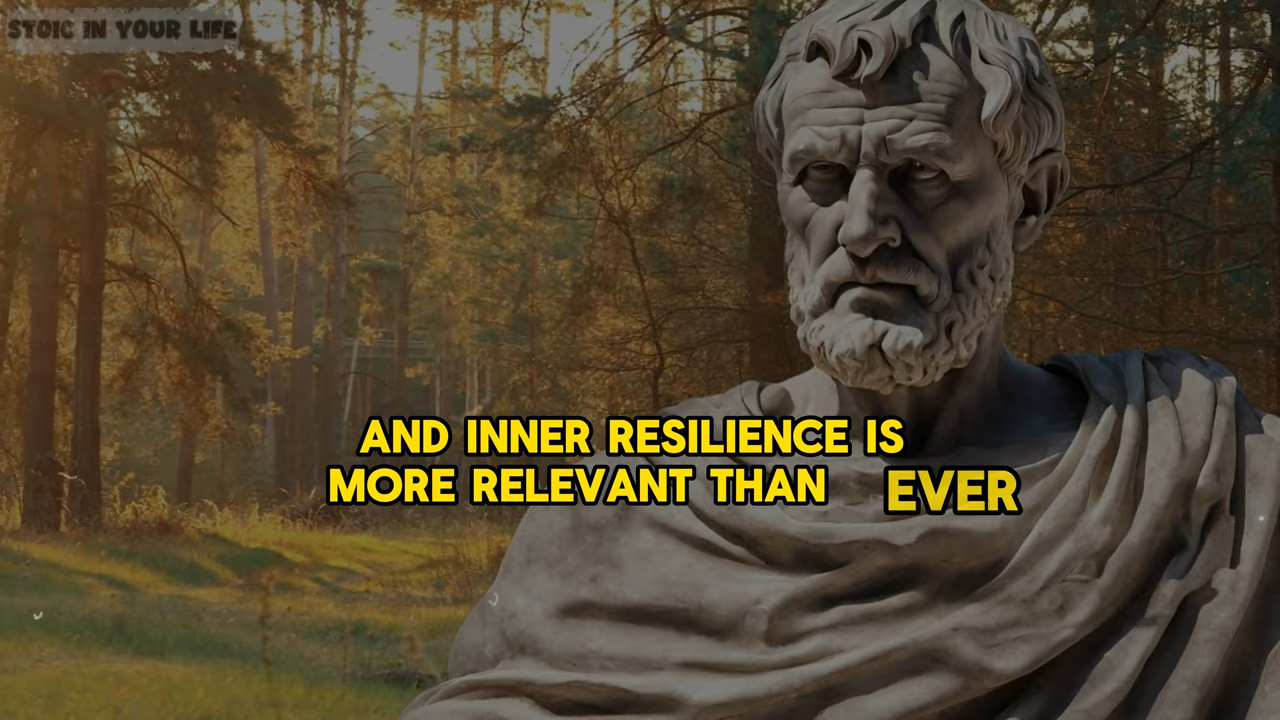 STOIC IN YOUR LIFE
AND INNER RESILIENCE IS
MORE RELEVANT THAN EVER